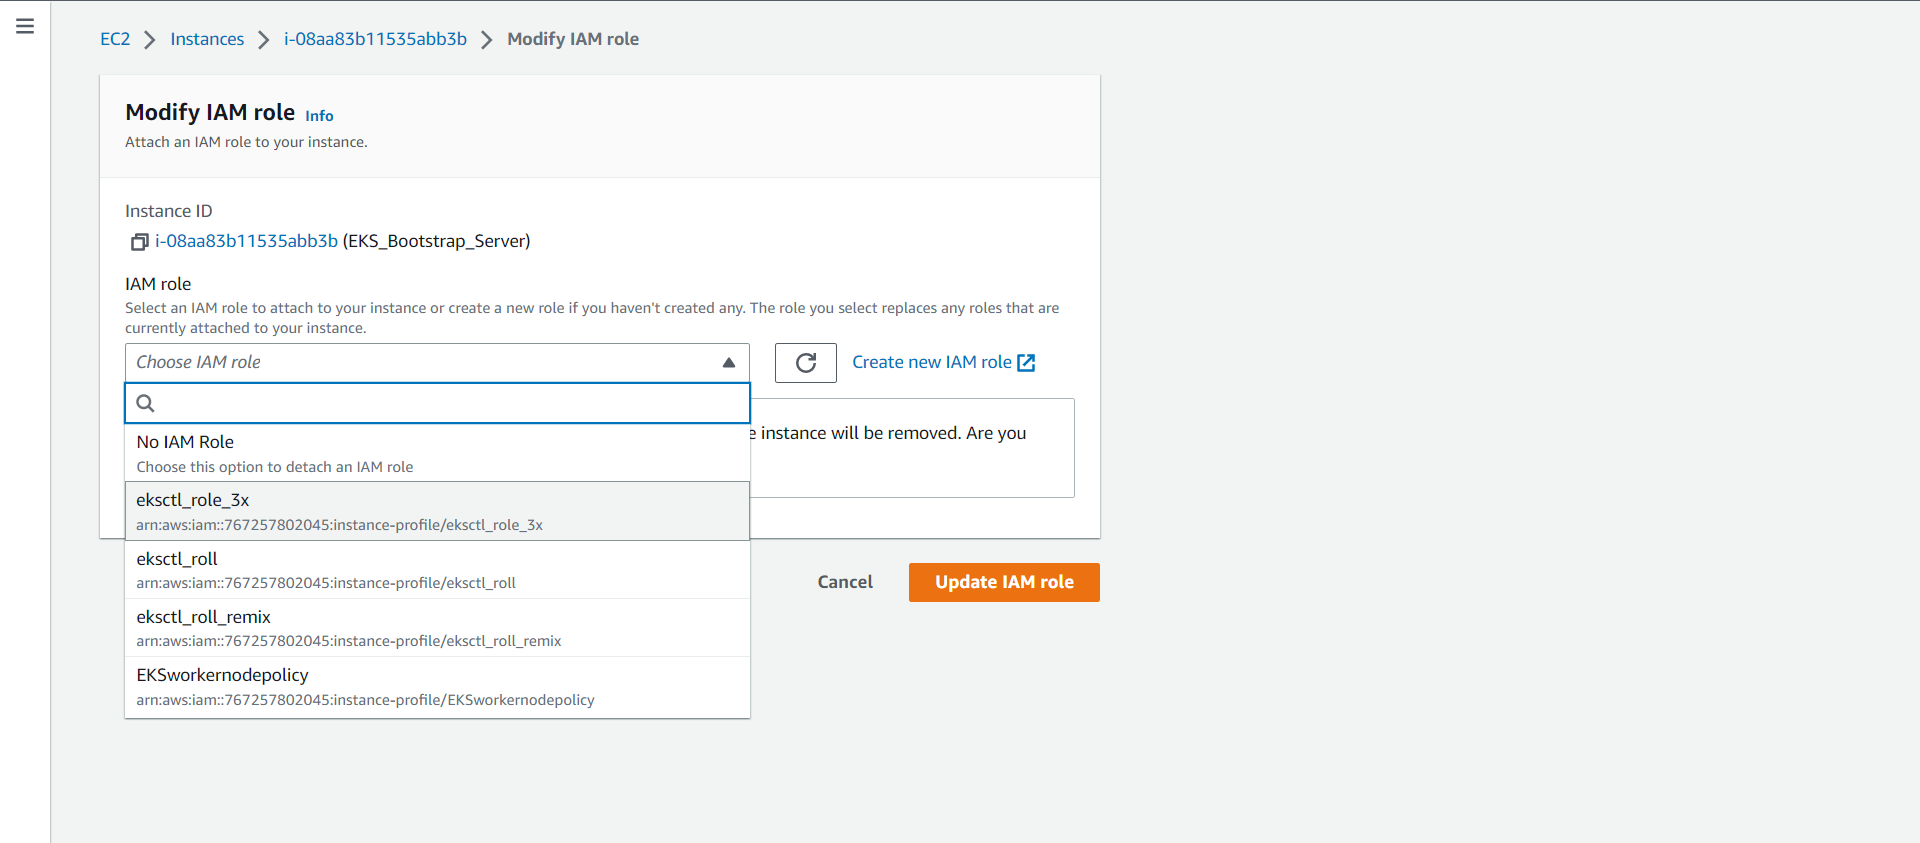 EC2 > Instances > i-08aa83b11535abb3b > Modify IAM role
Modify IAM role Info
Attach an IAM role to your instance.
Instance ID
i-08aa83b11535abb3b (EKS_Bootstrap_Server)
IAM role
Select an IAM role to attach to your instance or create a new role if you haven't created any. The role you select replaces any roles that are
currently attached to your instance.
Choose IAM role
Create new IAM role
No IAM Role
Choose this option to detach an IAM role
e instance will be removed. Are you
eksctl_role_3x
arn:aws:iam::767257802045:instance-profile/eksctl_role_3x
eksctl_roll
arn:aws:iam::767257802045:instance-profile/eksctl_roll
Cancel
Update IAM role
eksctl_roll_remix
arn:aws:iam::767257802045:instance-profile/eksctl_roll_remix
EKSworkernodepolicy
arn:aws:iam::767257802045:instance-profile/EKSworkernodepolicy